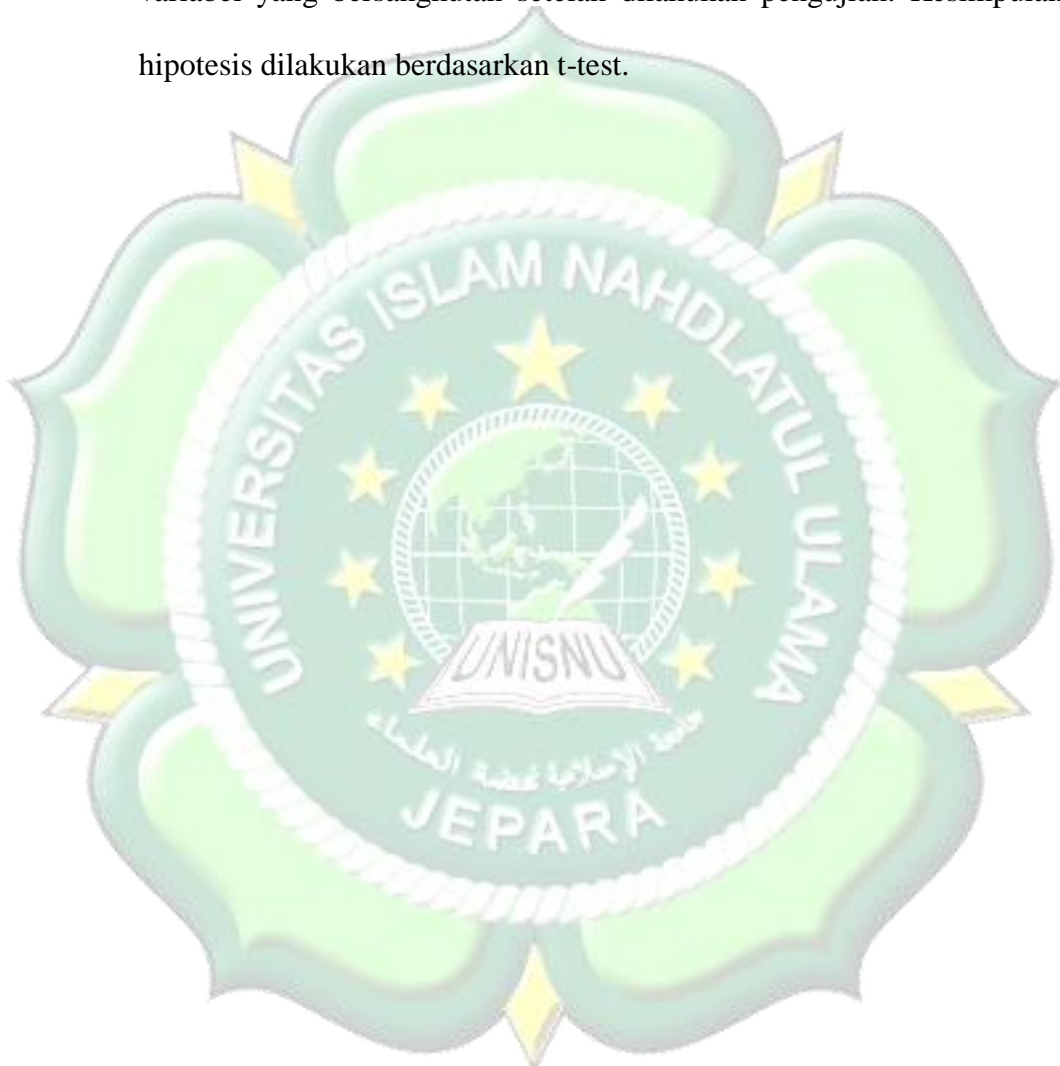 variabel yang bersangkutan setelah dilakukan pengujian. Kesimpulan
hipotesis dilakukan berdasarkan t-test.
UNIVERSITAS ISLAM NAHDLATUL ULAMA
UNISNU
JEPARA